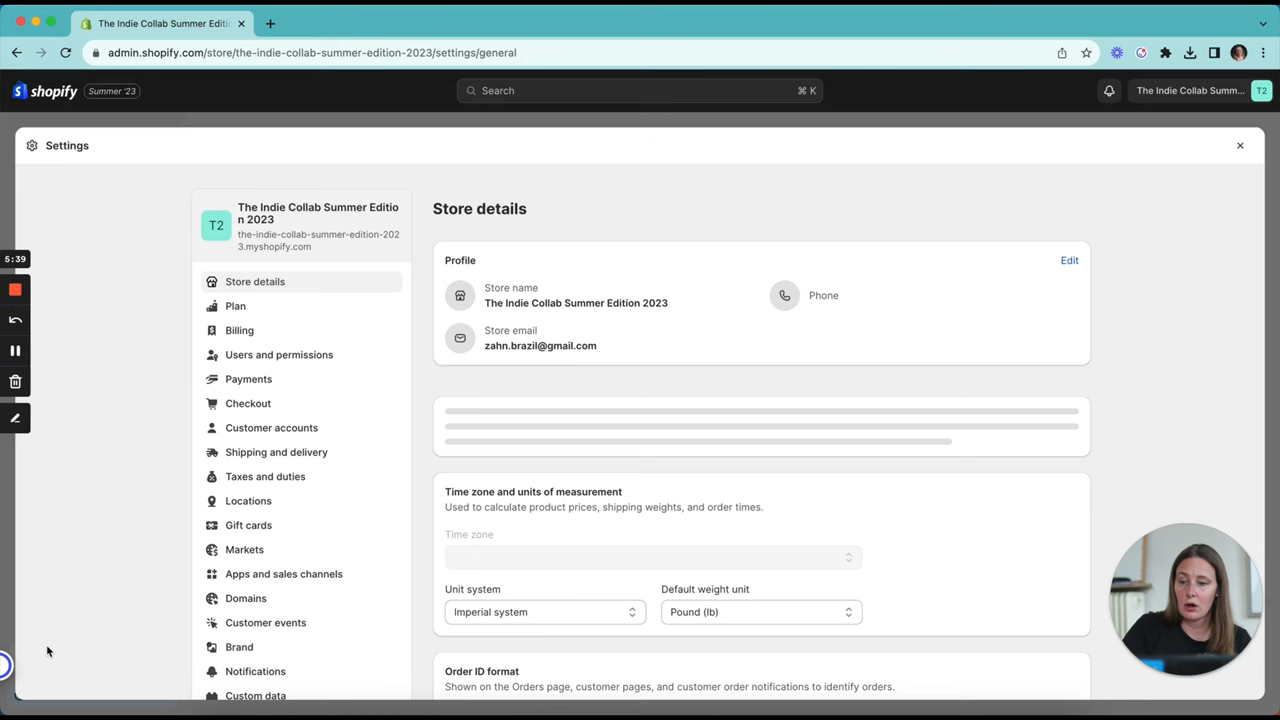 The Indie Collab Summer Editi
admin.shopify.com/store/the-indie-collab-summer-edition-2023/settings/general
shopify
Summer '23
Search
⌘ K
The Indie Collab Summ...
T2
Settings
T2
The Indie Collab Summer Editio
n 2023
the-indie-collab-summer-edition-202
3.myshopify.com
5:39
Store details
Plan
Billing
Users and permissions
Payments
Checkout
Customer accounts
Shipping and delivery
Taxes and duties
Locations
Gift cards
Markets
Apps and sales channels
Domains
Customer events
Brand
Notifications
Custom data
Store details
Profile
Edit
Store name
The Indie Collab Summer Edition 2023
Phone
Store email
zahn.brazil@gmail.com
Time zone and units of measurement
Used to calculate product prices, shipping weights, and order times.
Time zone
Unit system
Default weight unit
Imperial system
Pound (lb)
Order ID format
Shown on the Orders page, customer pages, and customer order notifications to identify orders.